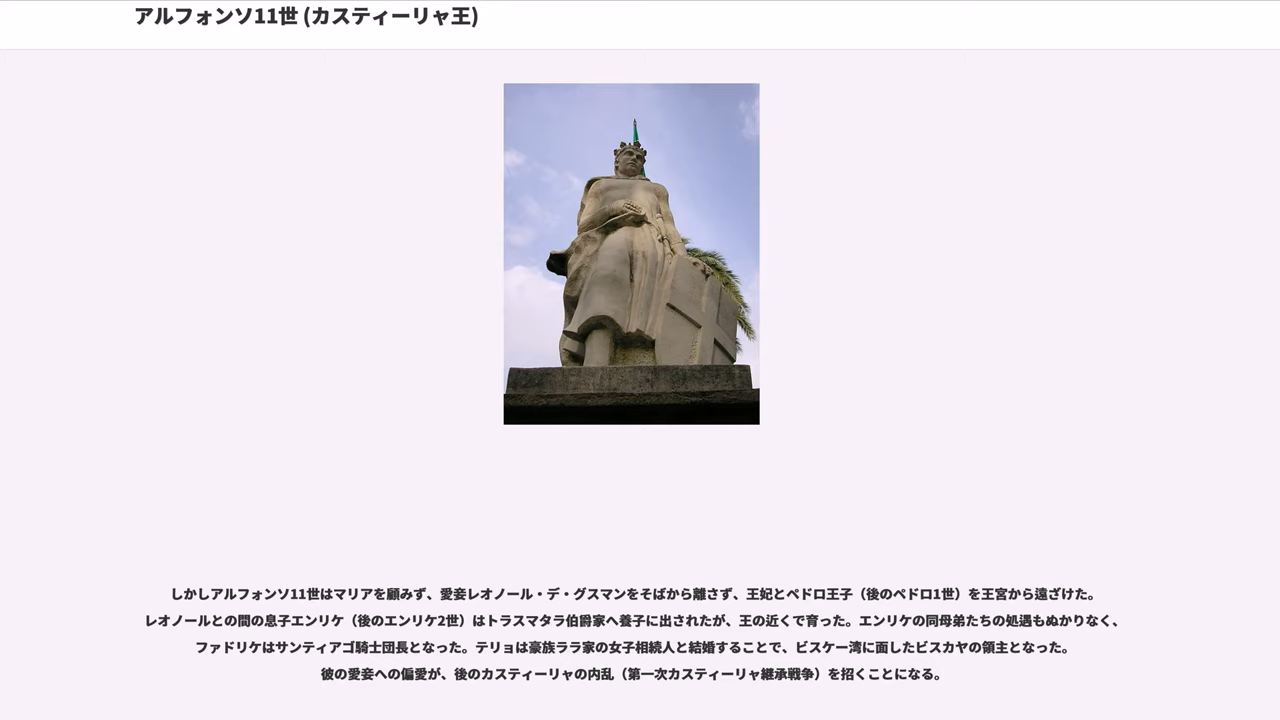 アルフォンソ11世 (カスティーリャ王)
しかしアルフォンソ11世はマリアを顧みず、愛妾レオノール・デ・グスマンをそばから離さず、王妃とペドロ王子（後のペドロ1世）を王宮から遠ざけた。
レオノールとの間の息子エンリケ（後のエンリケ2世）はトラスマタラ伯爵家へ養子に出されたが、王の近くで育った。エンリケの同母弟たちの処遇もぬかりなく、
ファドリケはサンティアゴ騎士団長となった。テリョは豪族ララ家の女子相続人と結婚することで、ビスケー湾に面したビスカヤの領主となった。
彼の愛妾への偏愛が、後のカスティーリャの内乱（第一次カスティーリャ継承戦争）を招くことになる。